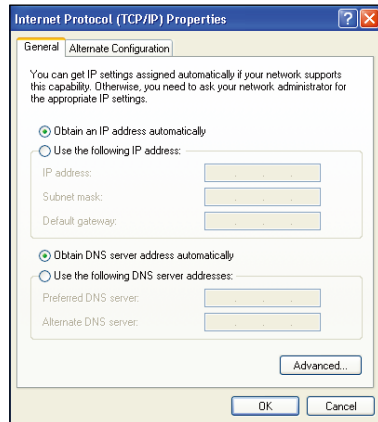 Internet Protocol (TCP/IP) Properties
General
Alternate Configuration
You can get IP settings assigned automatically if your network supports
this capability. Otherwise, you need to ask your network administrator for
the appropriate IP settings.
Obtain an IP address automatically
Use the following IP address:
IP address:
Subnet mask:
Default gateway:
Obtain DNS server address automatically
Use the following DNS server addresses:
Preferred DNS server:
Alternate DNS server:
Advanced...
OK
Cancel